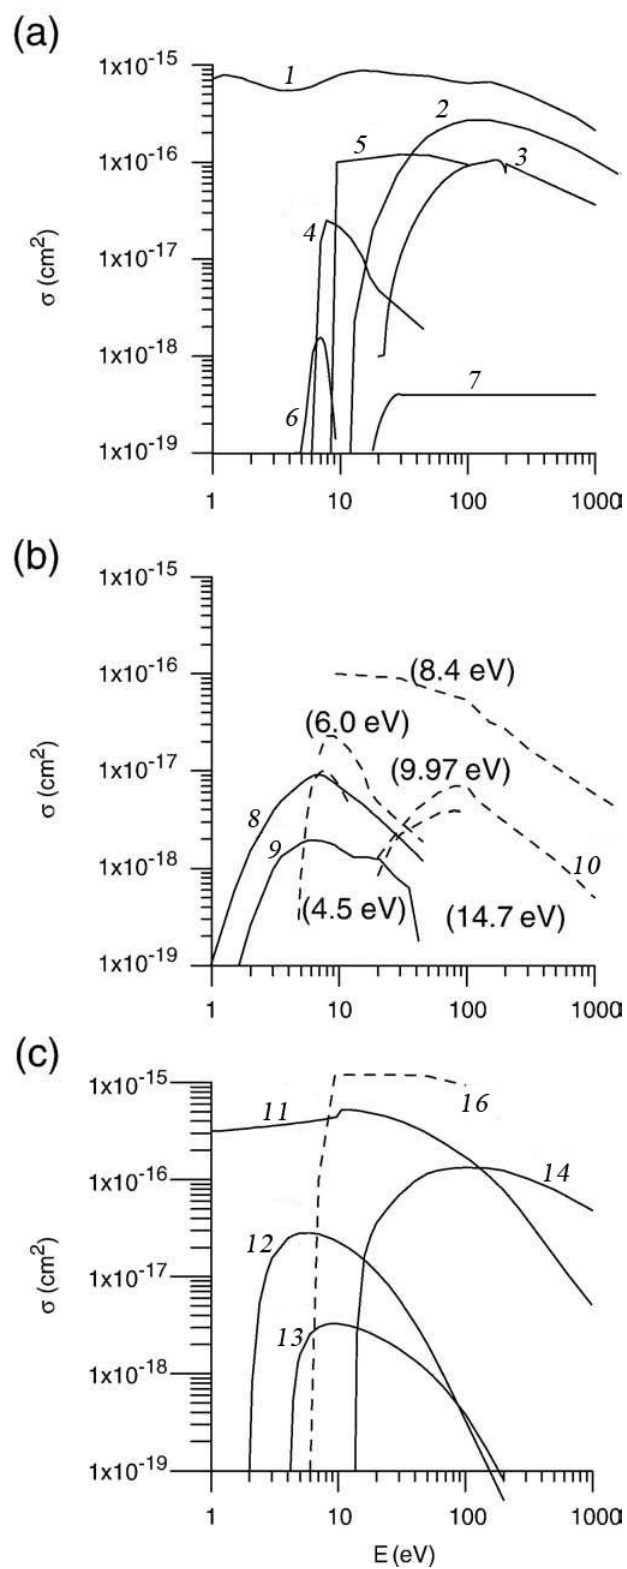 (a)
1x10-15
1x10-16
1x10-17
1x10-18
1x10-19
σ (cm2)
1
2
5
3
4
6
7
1 10 100 1000
(b)
1x10-15
1x10-16
1x10-17
1x10-18
1x10-19
σ (cm2)
(8.4 eV)
(6.0 eV)
(9.97 eV)
8
9
10
(4.5 eV)
(14.7 eV)
1 10 100 1000
(c)
1x10-15
1x10-16
1x10-17
1x10-18
1x10-19
σ (cm2)
11
16
14
12
13
1 10 100 1000
E (eV)